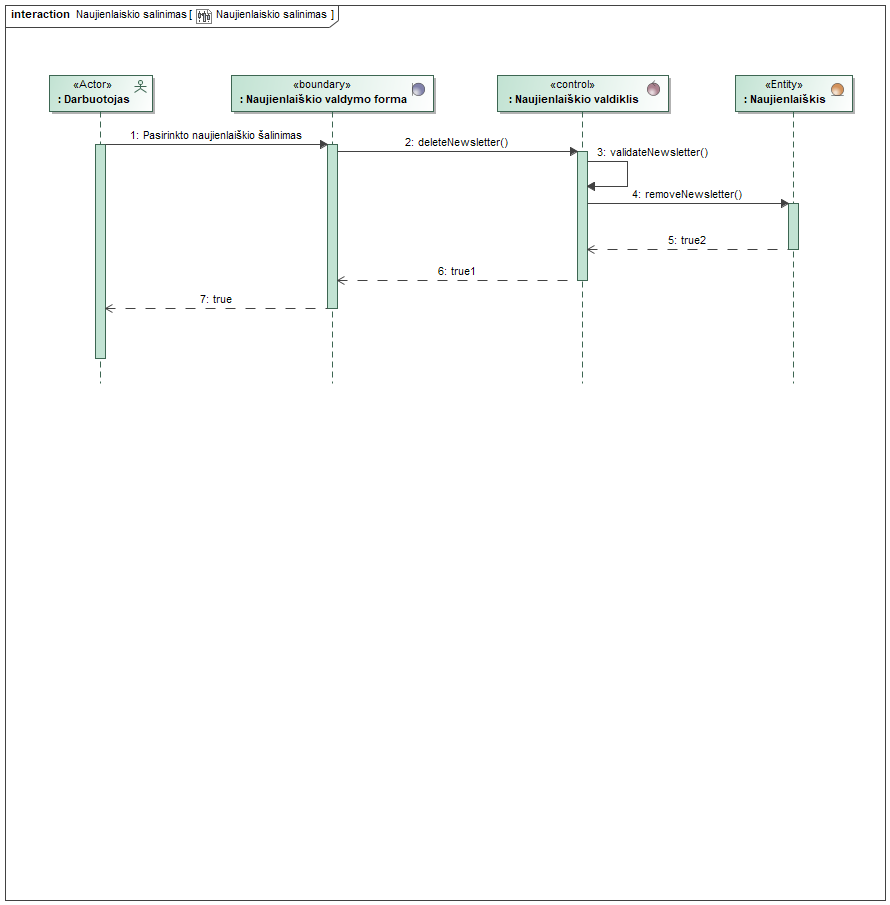 interaction Naujienlaiskio salinimas [ Naujienlaiskio salinimas ]
«Actor»
: Darbuotojas
«boundary»
: Naujienlaiškio valdymo forma
«control»
: Naujienlaiškio valdiklis
«Entity»
: Naujienlaiškis
1: Pasirinkto naujienlaiškio šalinimas
2: deleteNewsletter()
3: validateNewsletter()
4: removeNewsletter()
5: true2
6: true1
7: true